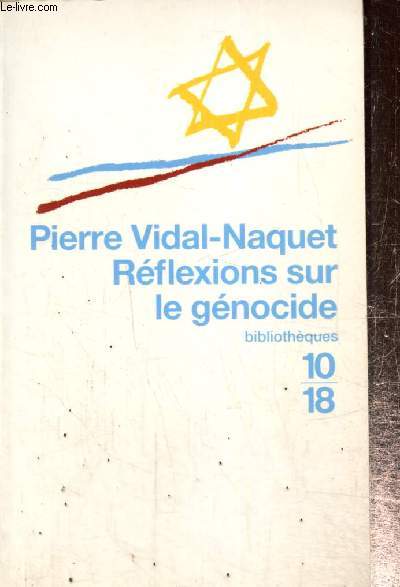 Le-livre.com
Pierre Vidal-Naquet
Réflexions sur
le génocide
bibliothèques
10
18